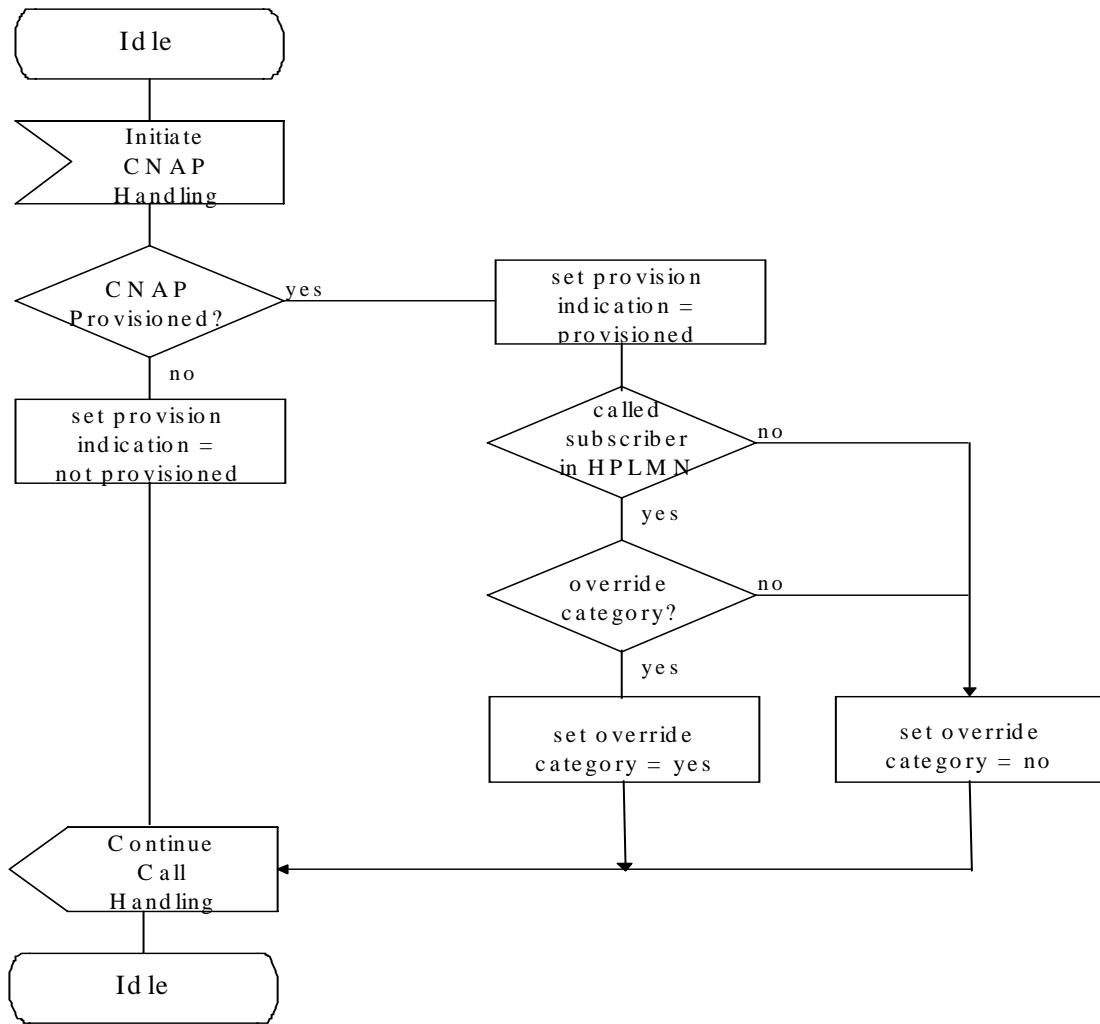 Idle
Initiate
CNAP
Handling
CNAP
Provisioned?
yes
set provision
indication =
provisioned
no
set provision
indication =
not provisioned
called
subscriber
in HPLMN
no
yes
override
category?
no
yes
set override
category = yes
set override
category = no
Continue
Call
Handling
Idle